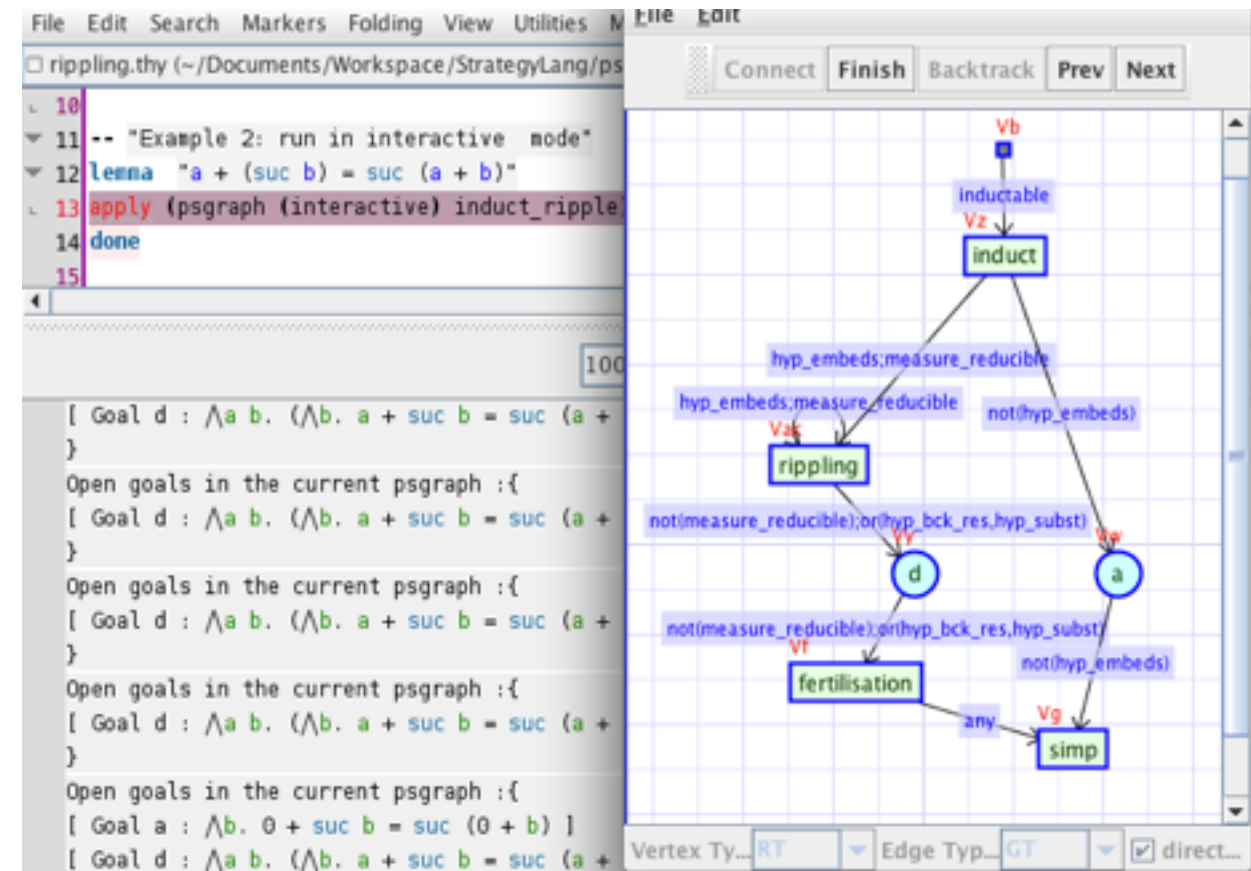 File Edit Search Markers Folding View Utilities M
rippling.thy (~/Documents/Workspace/StrategyLang/ps
10
11 -- "Example 2: run in interactive mode"
12 lemma "a + (suc b) = suc (a + b)"
13 apply (psgraph (interactive) induct_ripple)
14 done
15
100
[ Goal d : ⋀a b. (⋀b. a + suc b = suc (a +
}
Open goals in the current psgraph :{
[ Goal d : ⋀a b. (⋀b. a + suc b = suc (a +
}
Open goals in the current psgraph :{
[ Goal d : ⋀a b. (⋀b. a + suc b = suc (a +
}
Open goals in the current psgraph :{
[ Goal d : ⋀a b. (⋀b. a + suc b = suc (a +
}
Open goals in the current psgraph :{
[ Goal a : ⋀b. 0 + suc b = suc (0 + b) ]
[ Goal d : ⋀a b. (⋀b. a + suc b = suc (a +
File Edit
Connect Finish Backtrack Prev Next
Vb
inductable
Vz
induct
hyp_embeds;measure_reducible
hyp_embeds;measure_reducible
not(hyp_embeds)
rippling
not(measure_reducible);or(hyp_bck_res,hyp_subst)
Vy
Vw
d
a
not(measure_reducible);or(hyp_bck_res,hyp_subst)
Vf
not(hyp_embeds)
fertilisation
any
Vg
simp
Vertex Ty... RT Edge Typ... GT direct...